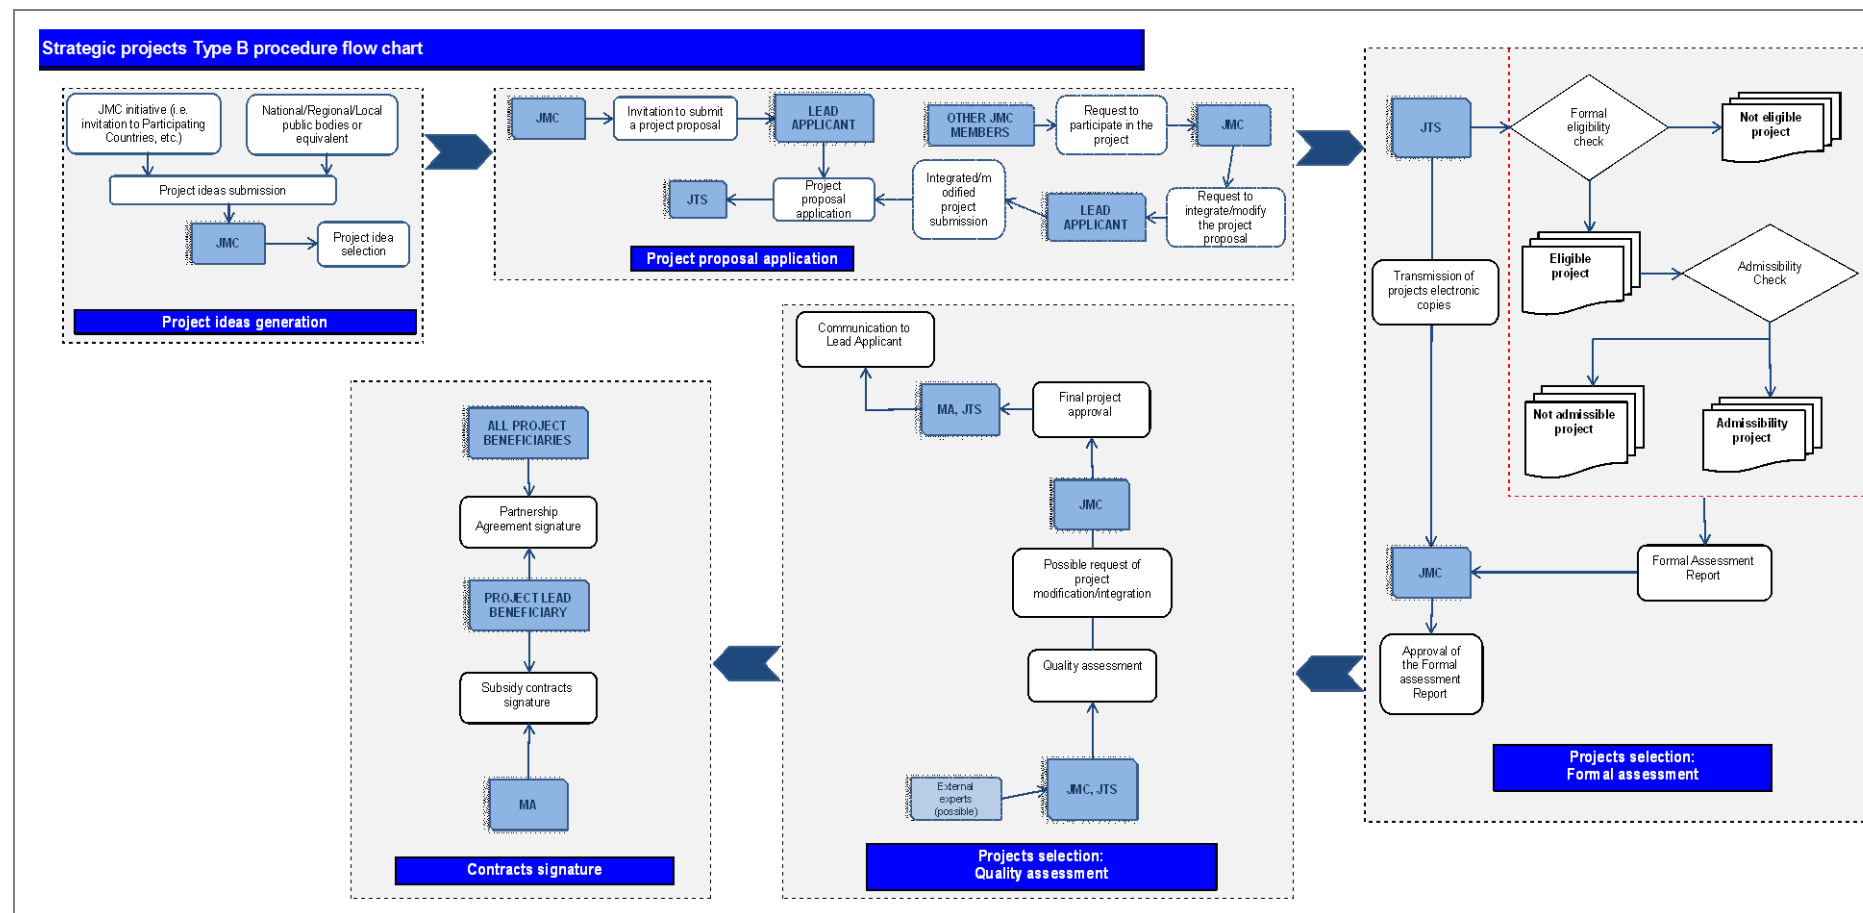 Strategic projects Type B procedure flow chart
JMC initiative (i.e.
invitation to Participating
Countries, etc.)
National/Regional/Local
public bodies or
equivalent
Project ideas submission
JMC
Project idea
selection
Project ideas generation
JMC
Invitation to submit
a project proposal
LEAD
APPLICANT
OTHER JMC
MEMBERS
Request to
participate in the
project
JMC
JTS
Project
proposal
application
Integrated/m
odified
project
submission
LEAD
APPLICANT
Request to
integrate/modify
the project
proposal
Project proposal application
JTS
Formal
eligibility
check
Not eligible
project
Eligible
project
Admissibility
Check
Transmission of
projects electronic
copies
Not admissible
project
Admissibility
project
JMC
Formal Assessment
Report
Approval of
the Formal
assessment
Report
Projects selection:
Formal assessment
Communication to
Lead Applicant
MA, JTS
Final project
approval
JMC
Possible request of
project
modification/integration
Quality assessment
External
experts
(possible)
JMC, JTS
Projects selection:
Quality assessment
ALL PROJECT
BENEFICIARIES
Partnership
Agreement signature
PROJECT LEAD
BENEFICIARY
Subsidy contracts
signature
MA
Contracts signature